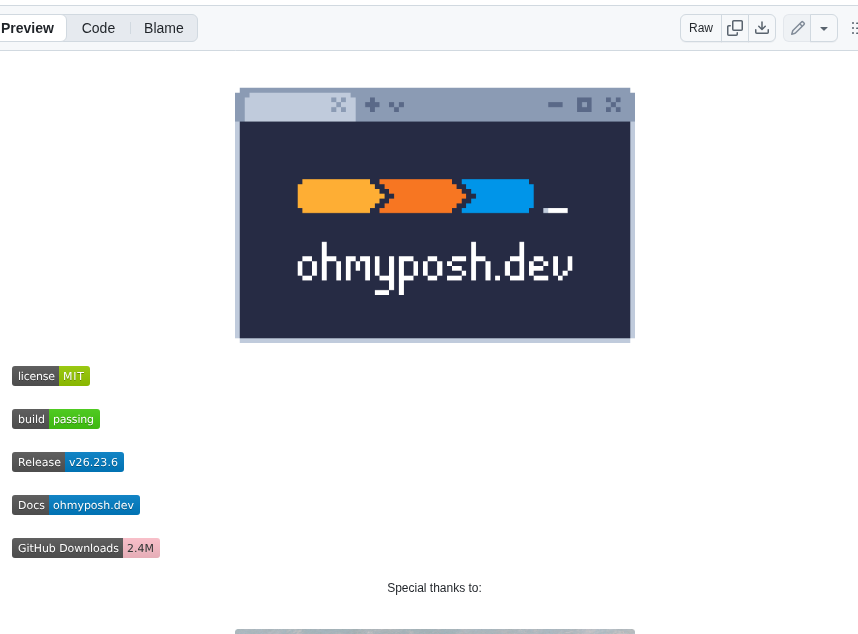 Preview Code Blame Raw
ohmyposh.dev
license MIT
build passing
Release v26.23.6
Docs ohmyposh.dev
GitHub Downloads 2.4M
Special thanks to: